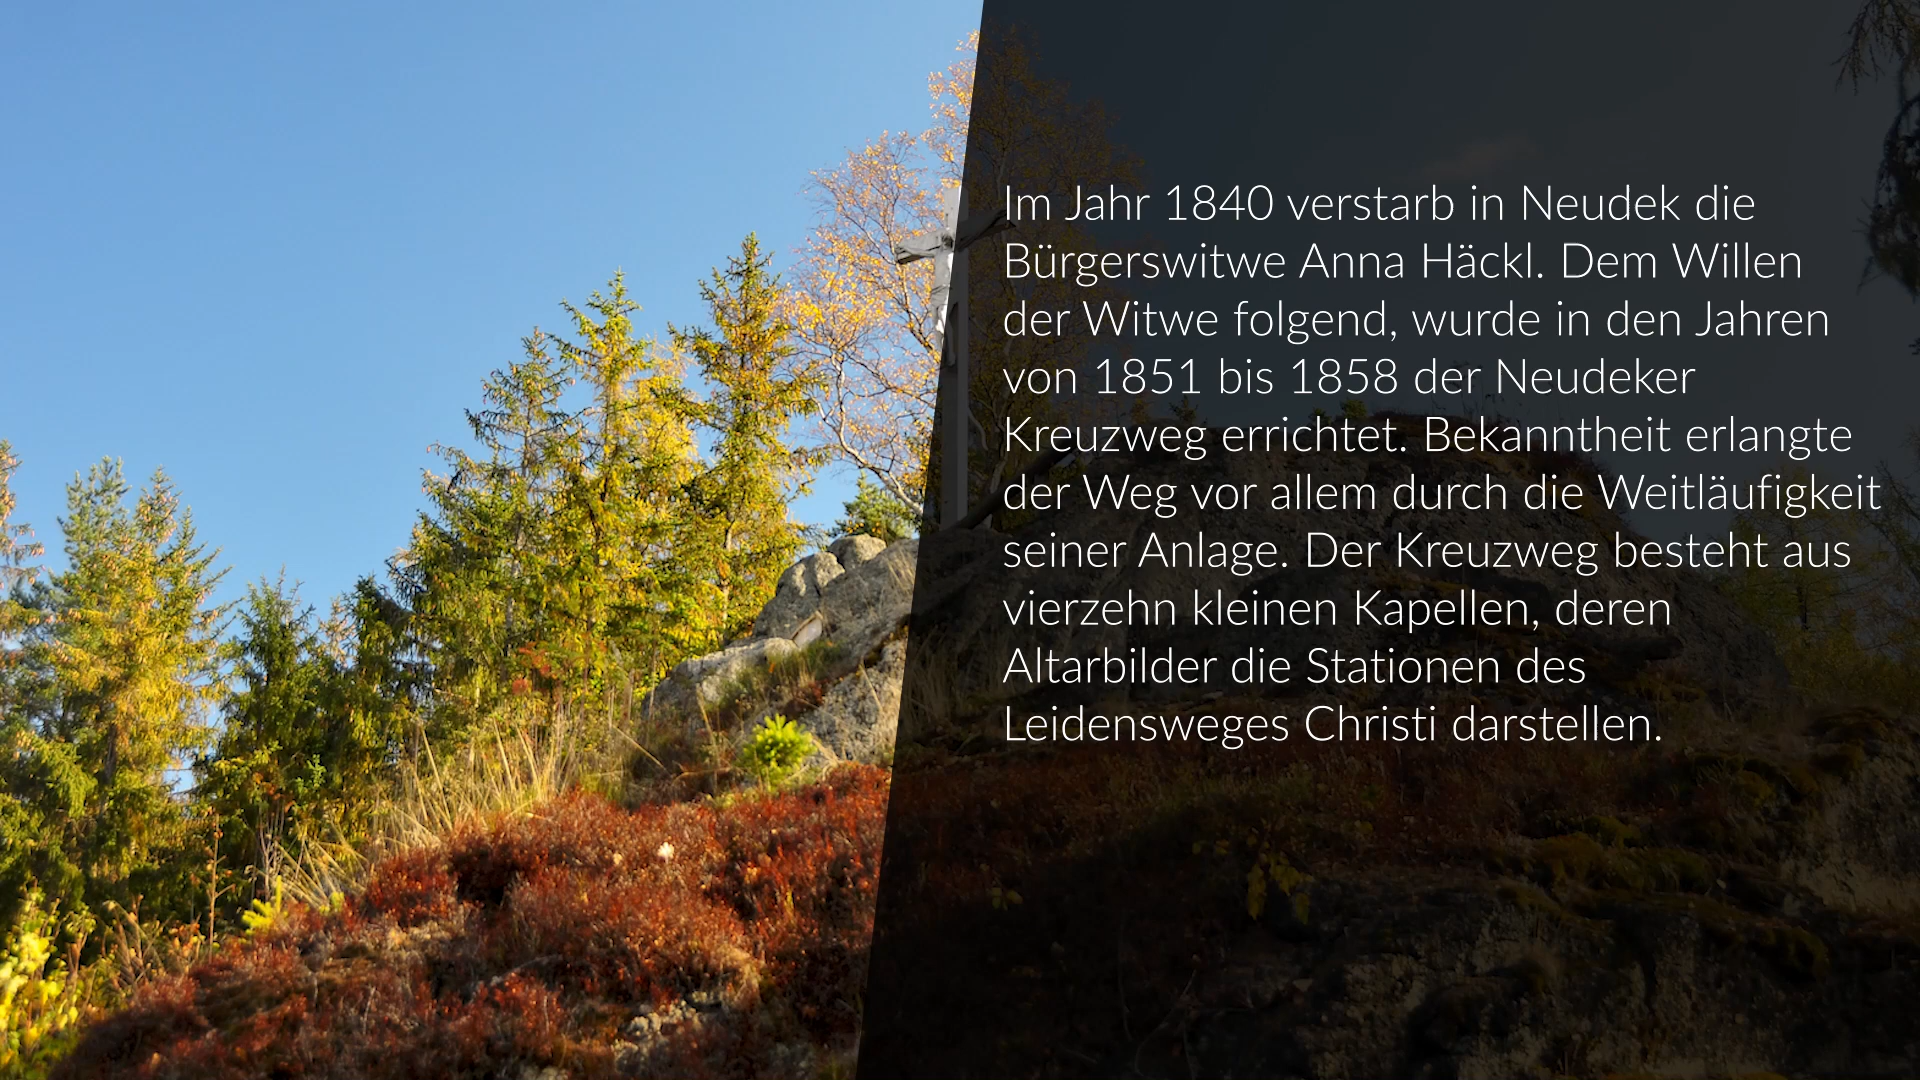 Im Jahr 1840 verstarb in Neudek die
Bürgerswitwe Anna Häckl. Dem Willen
der Witwe folgend, wurde in den Jahren
von 1851 bis 1858 der Neudeker
Kreuzweg errichtet. Bekanntheit erlangte
der Weg vor allem durch die Weitläufigkeit
seiner Anlage. Der Kreuzweg besteht aus
vierzehn kleinen Kapellen, deren
Altarbilder die Stationen des
Leidensweges Christi darstellen.